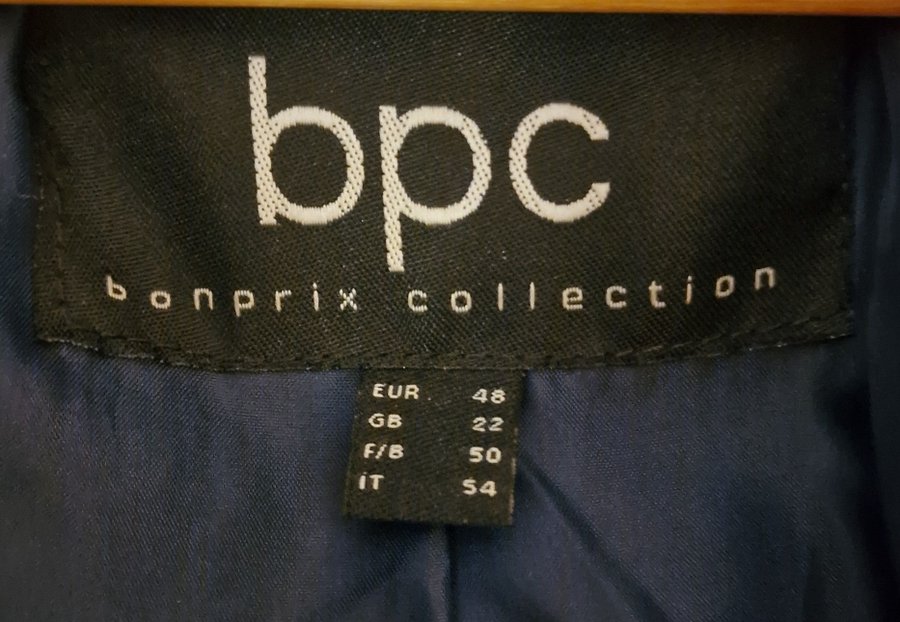 bpc
bonprix collection
EUR 48
GB 22
F/B 50
IT 54